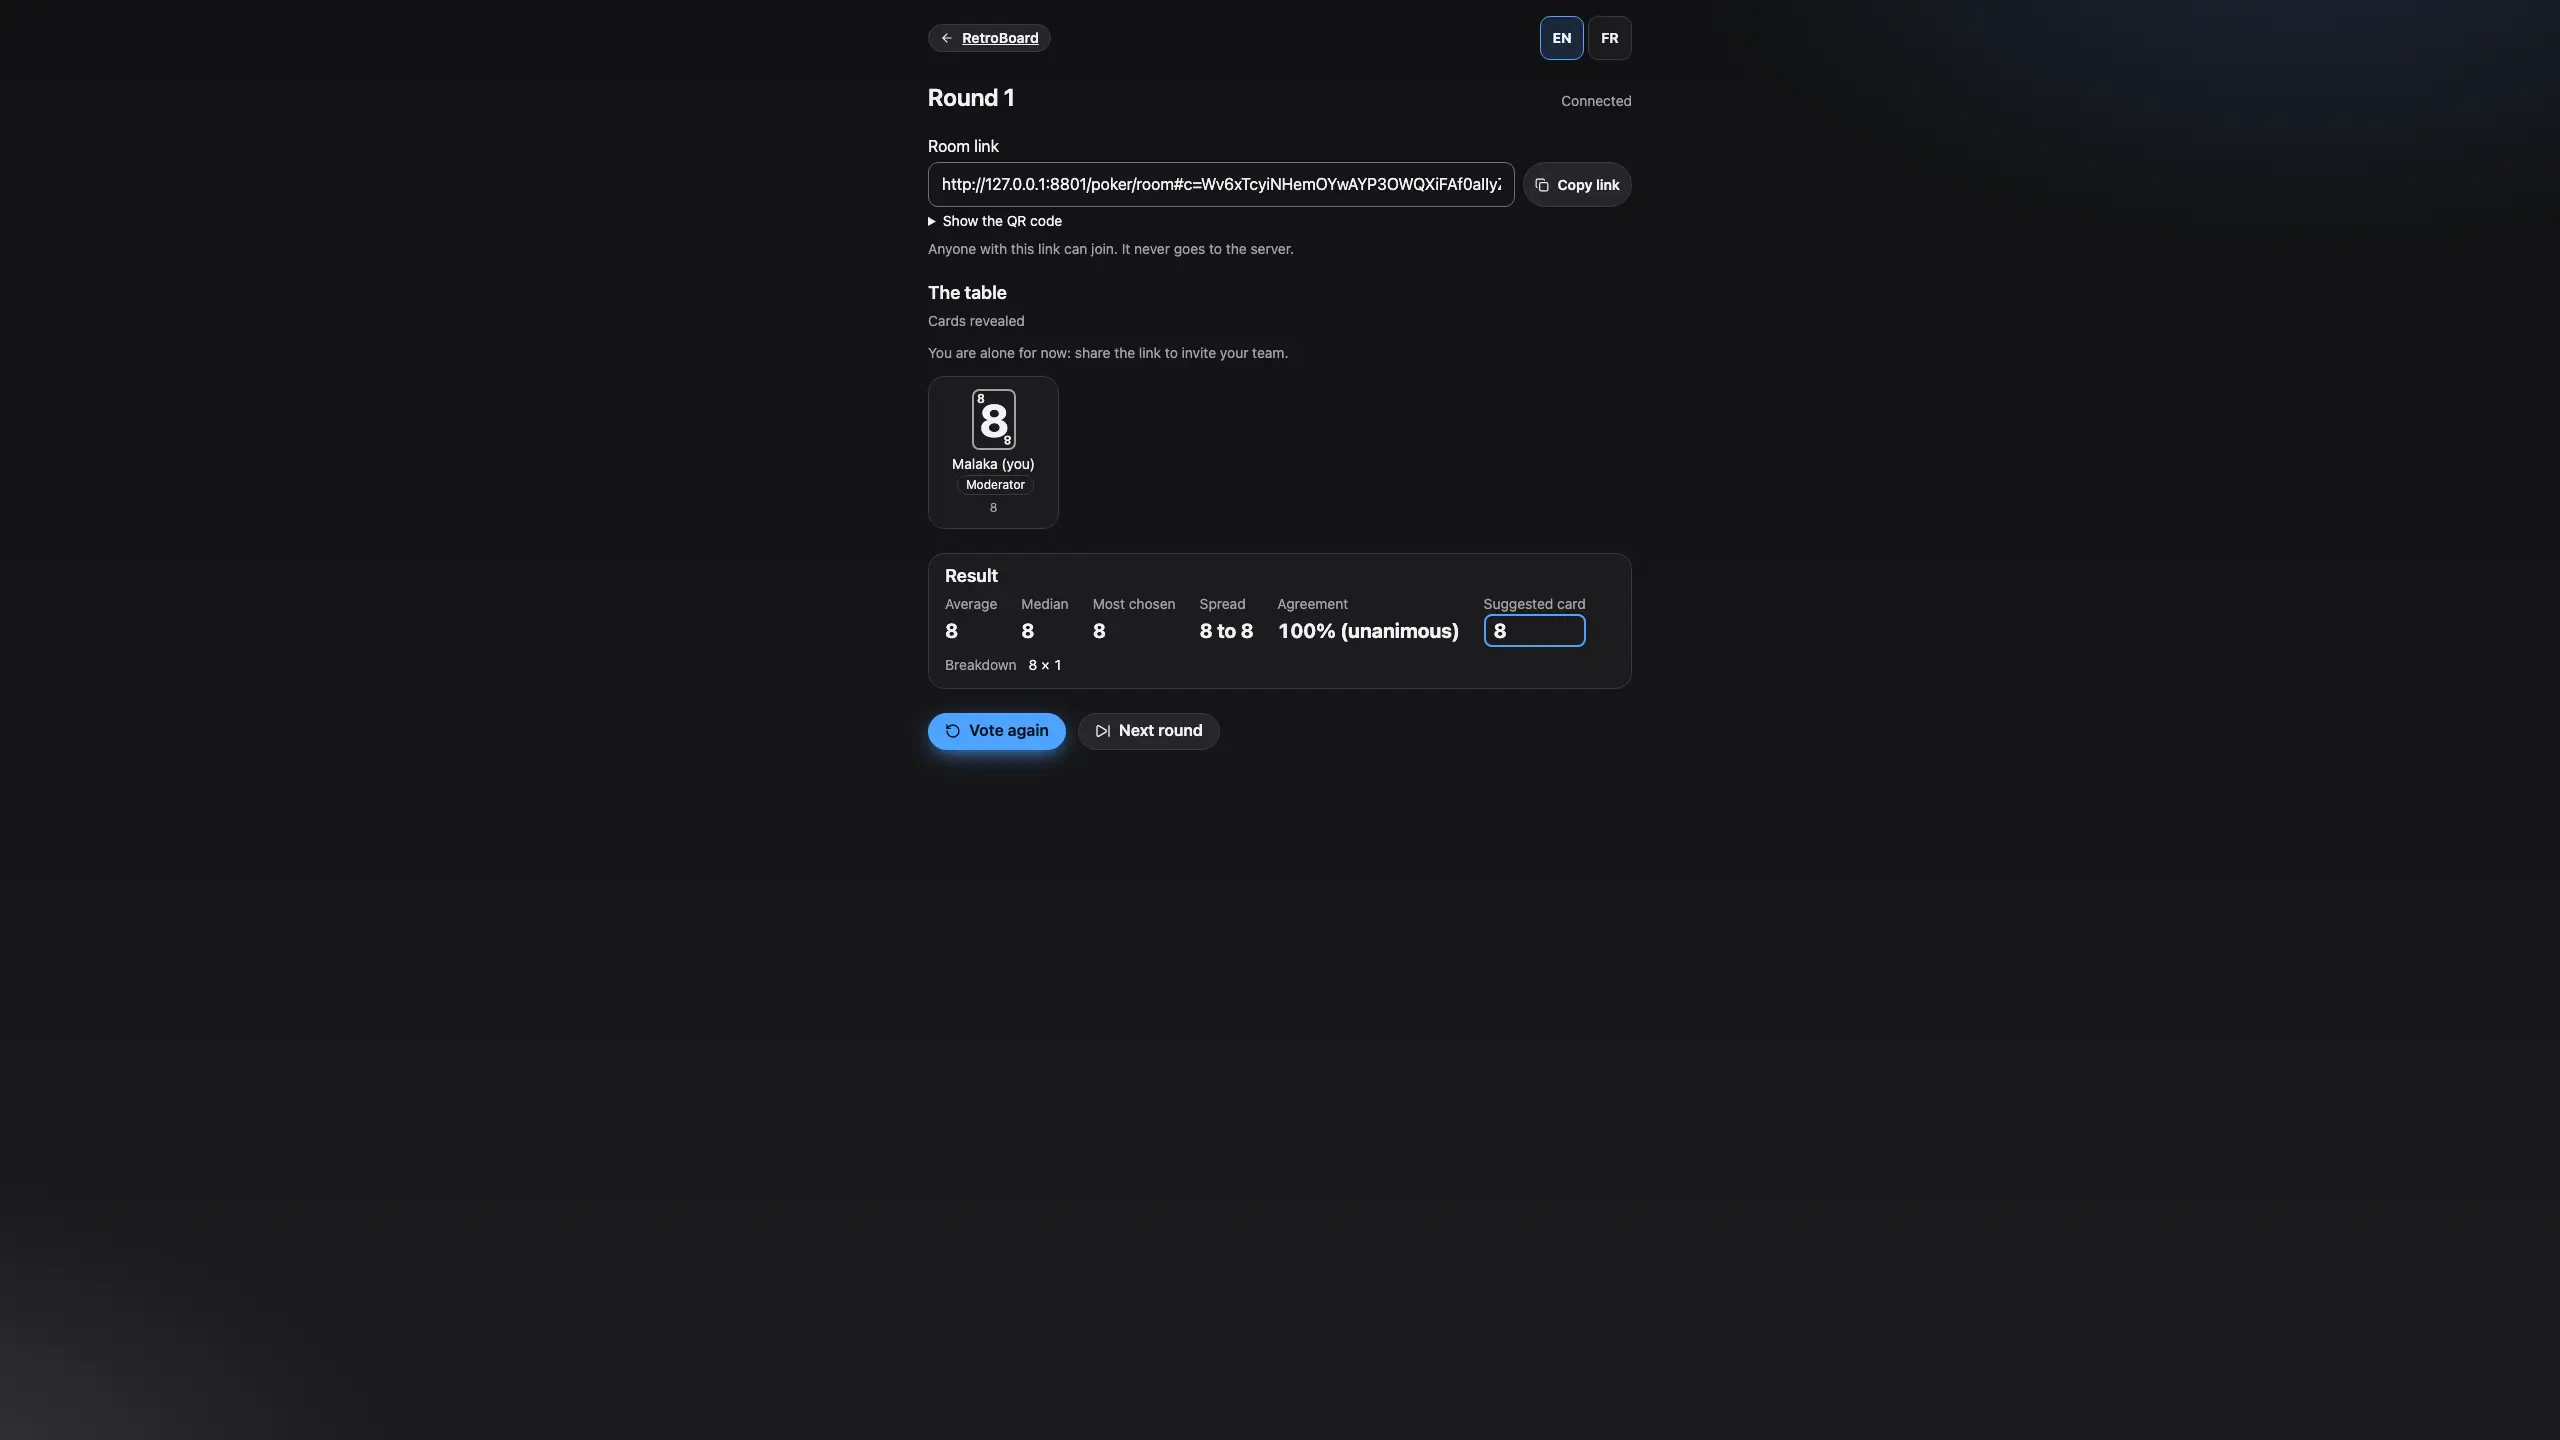 RetroBoard
EN FR
Round 1
Connected
Room link
http://127.0.0.1:8801/poker/room#c=Wv6xTcyiNHemOYwAYP3OWQXiFAf0allyZ
Copy link
Show the QR code
Anyone with this link can join. It never goes to the server.
The table
Cards revealed
You are alone for now: share the link to invite your team.
8
8
8
Malaka (you)
Moderator
8
Result
Average Median Most chosen Spread Agreement Suggested card
8 8 8 8 to 8 100% (unanimous) 8
Breakdown 8 × 1
Vote again Next round